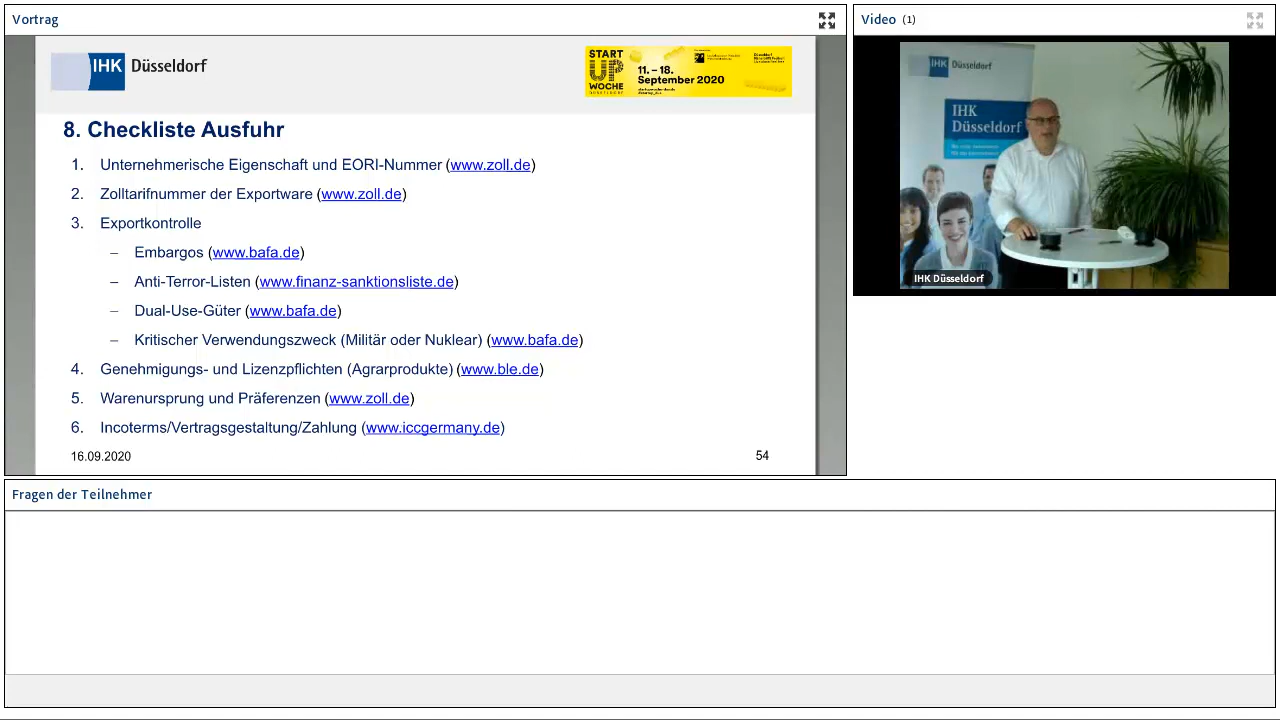 Vortrag
IHK Düsseldorf
START
UP
WOCHE
DÜSSELDORF
11. – 18.
September 2020
8. Checkliste Ausfuhr
1. Unternehmerische Eigenschaft und EORI-Nummer (www.zoll.de)
2. Zolltarifnummer der Exportware (www.zoll.de)
3. Exportkontrolle
– Embargos (www.bafa.de)
– Anti-Terror-Listen (www.finanz-sanktionsliste.de)
– Dual-Use-Güter (www.bafa.de)
– Kritischer Verwendungszweck (Militär oder Nuklear) (www.bafa.de)
4. Genehmigungs- und Lizenzpflichten (Agrarprodukte) (www.ble.de)
5. Warenursprung und Präferenzen (www.zoll.de)
6. Incoterms/Vertragsgestaltung/Zahlung (www.iccgermany.de)
16.09.2020
54
Video (1)
IHK Düsseldorf
IHK
Düsseldorf
IHK Düsseldorf
Fragen der Teilnehmer